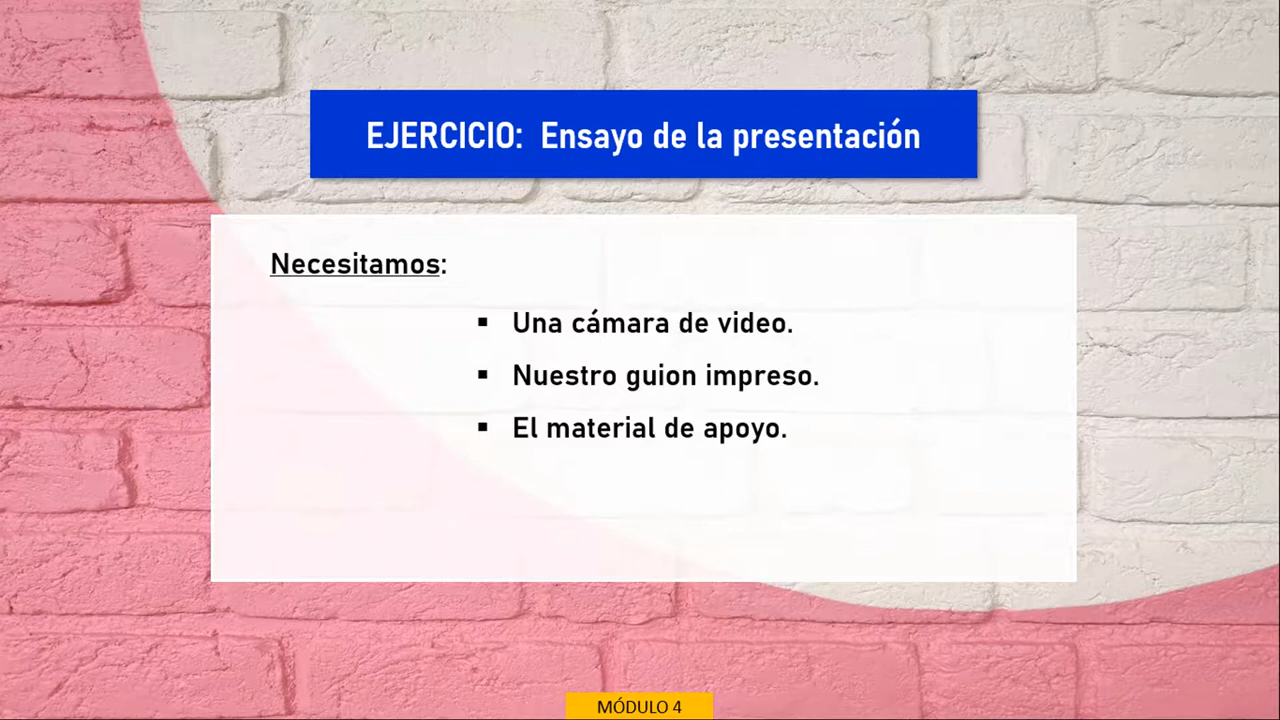 EJERCICIO: Ensayo de la presentación
Necesitamos:
▪ Una cámara de video.
▪ Nuestro guion impreso.
▪ El material de apoyo.
MÓDULO 4